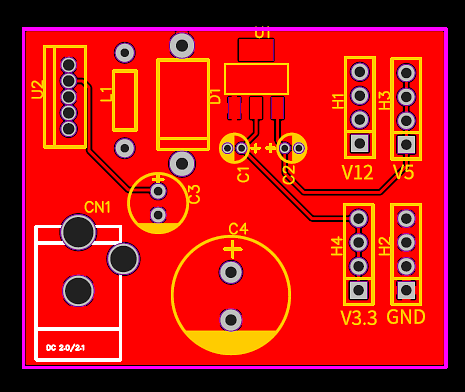 U1
U2
L1
D1
H1
H3
C1
C2
V12
V5
C3
CN1
C4
H4
H2
V3.3
GND
DC 2-0/2-1